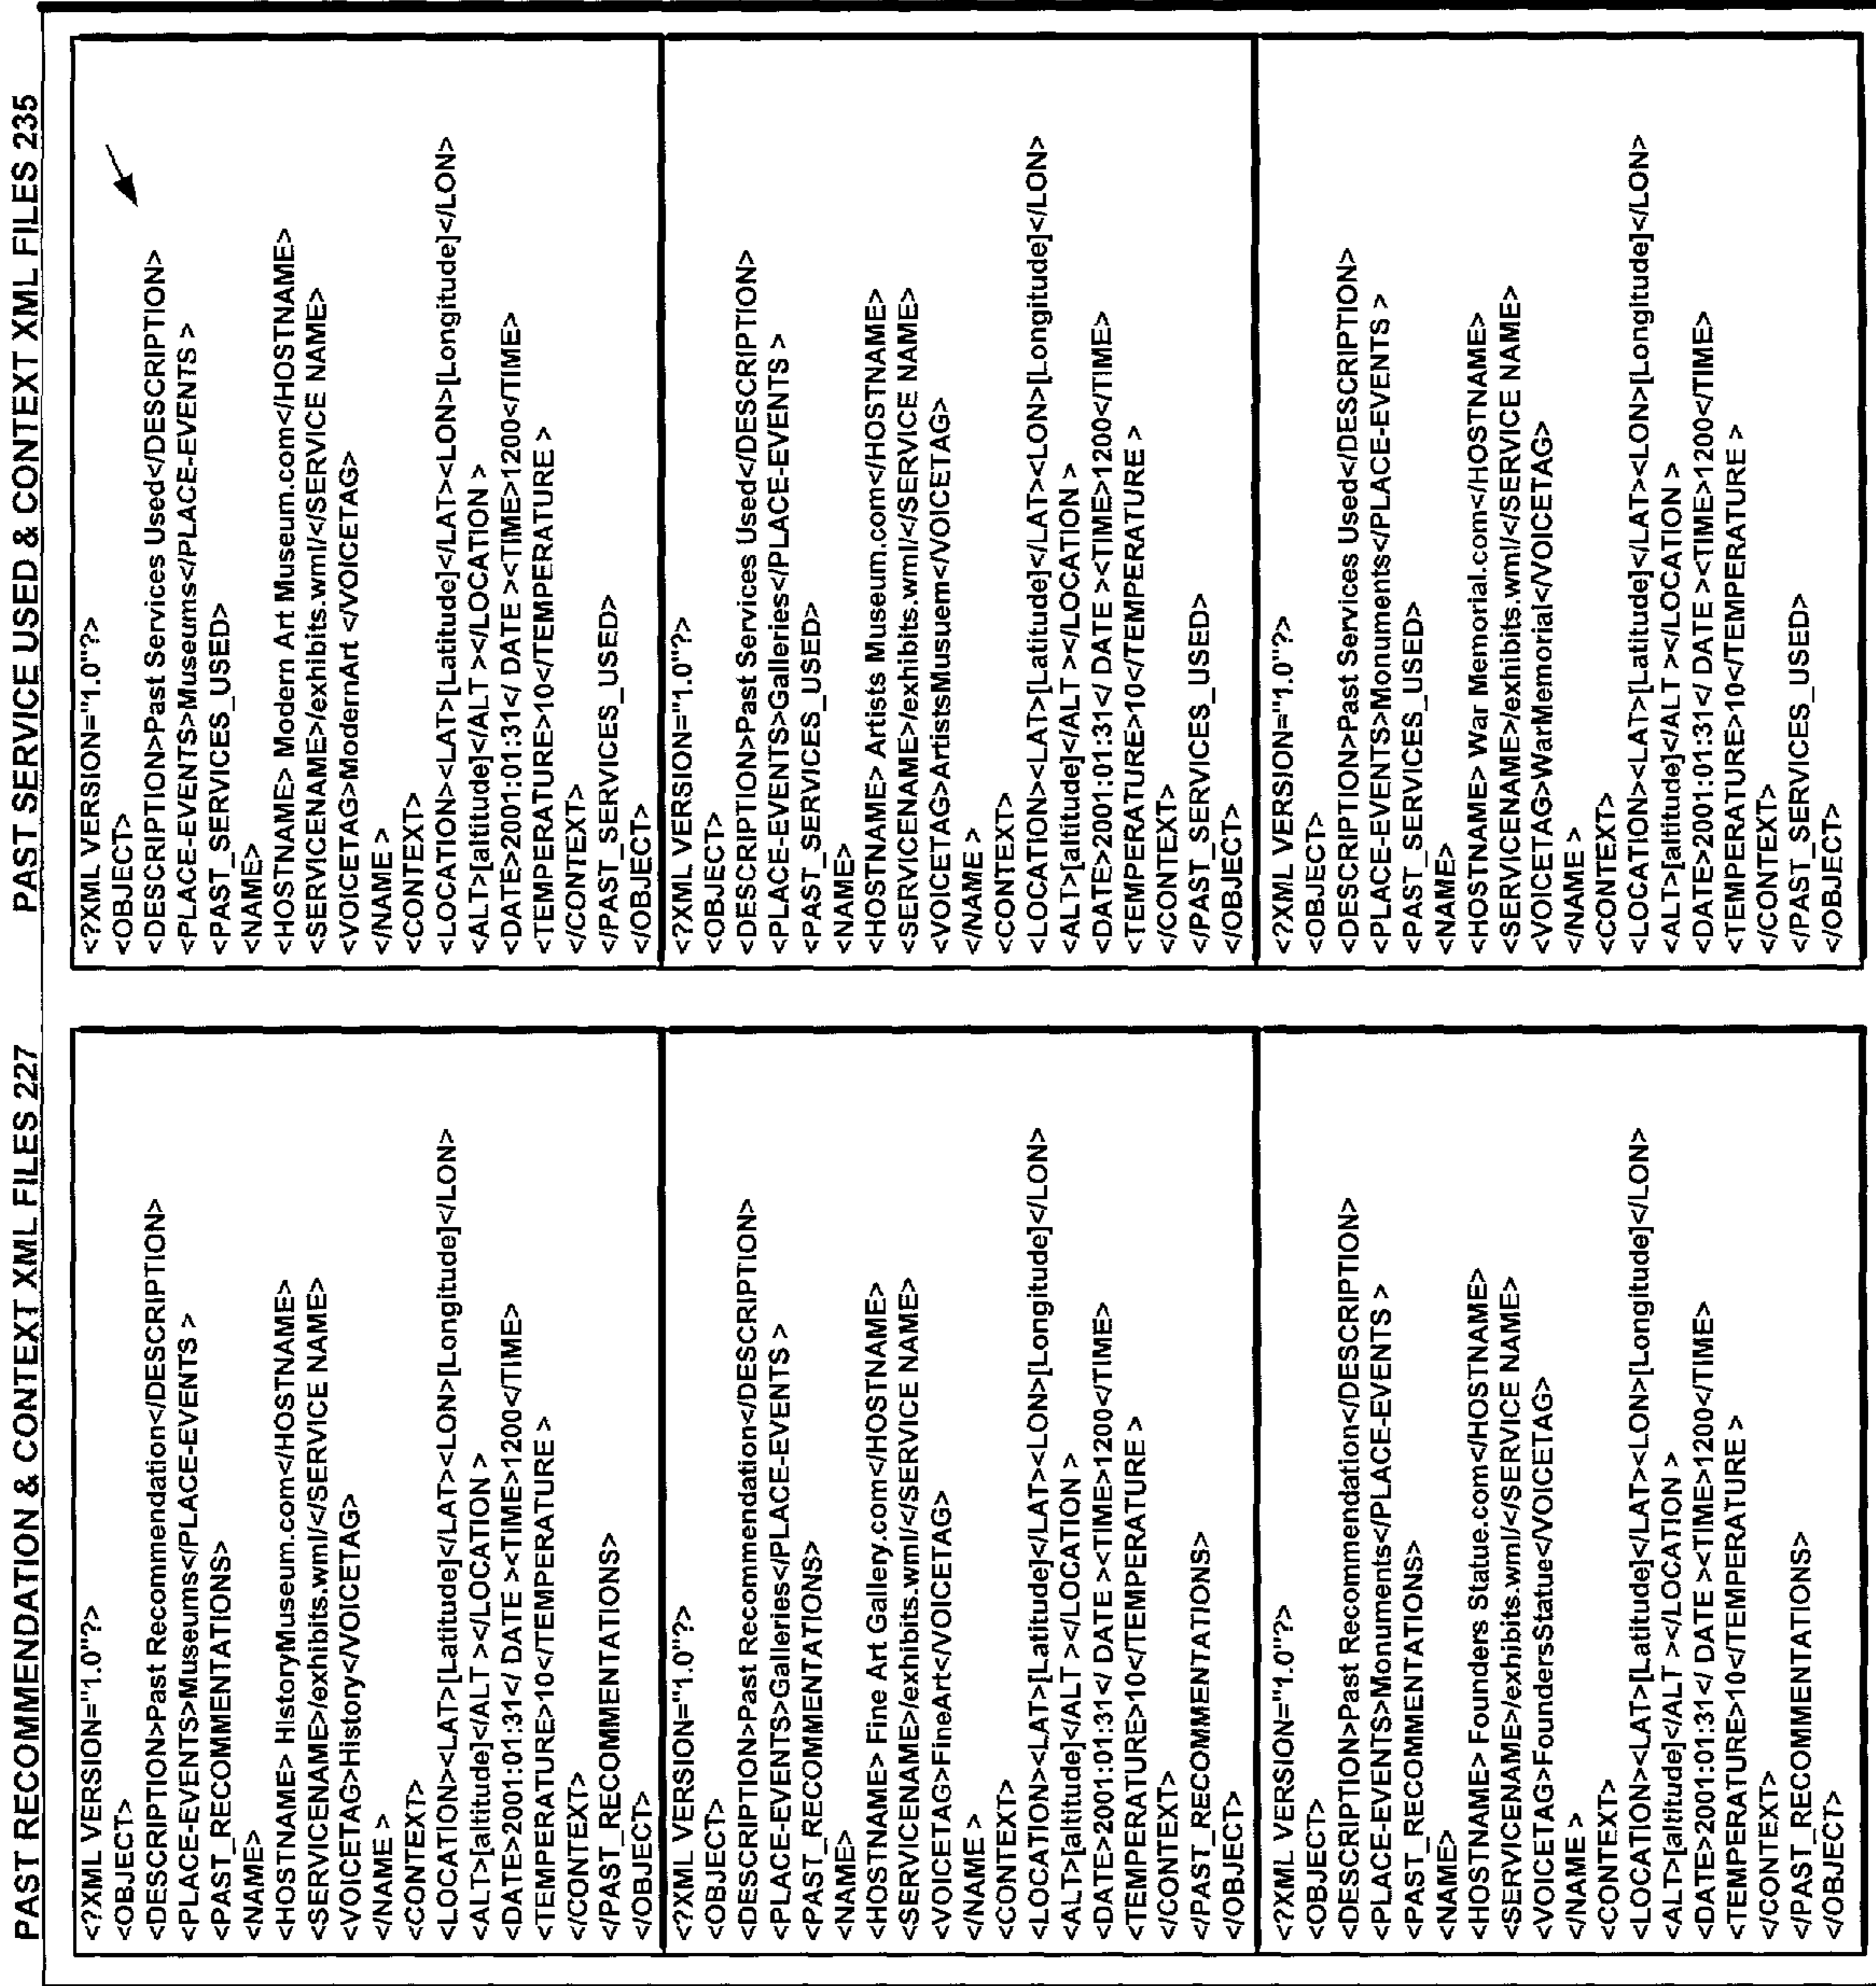 PAST RECOMMENDATION & CONTEXT XML FILES 227
<?XML VERSION="1.0"?>
<OBJECT>
<DESCRIPTION>Past Recommendation</DESCRIPTION>
<PLACE-EVENTS>Museums</PLACE-EVENTS >
<PAST_RECOMMENTATIONS>
<NAME>
<HOSTNAME> HistoryMuseum.com</HOSTNAME>
<SERVICENAME>/exhibits.wml/</SERVICE NAME>
<VOICETAG>History</VOICETAG>
</NAME >
<CONTEXT>
<LOCATION><LAT>[Latitude]</LAT><LON>[Longitude]</LON>
<ALT>[altitude]</ALT ></LOCATION >
<DATE>2001:01:31</ DATE ><TIME>1200</TIME>
<TEMPERATURE>10</TEMPERATURE >
</CONTEXT>
</PAST_RECOMMENTATIONS>
</OBJECT>
<?XML VERSION="1.0"?>
<OBJECT>
<DESCRIPTION>Past Recommendation</DESCRIPTION>
<PLACE-EVENTS>Galleries</PLACE-EVENTS >
<PAST_RECOMMENTATIONS>
<NAME>
<HOSTNAME> Fine Art Gallery.com</HOSTNAME>
<SERVICENAME>/exhibits.wml/</SERVICE NAME>
<VOICETAG>FineArt</VOICETAG>
</NAME >
<CONTEXT>
<LOCATION><LAT>[Latitude]</LAT><LON>[Longitude]</LON>
<ALT>[altitude]</ALT ></LOCATION >
<DATE>2001:01:31</ DATE ><TIME>1200</TIME>
<TEMPERATURE>10</TEMPERATURE >
</CONTEXT>
</PAST_RECOMMENTATIONS>
</OBJECT>
<?XML VERSION="1.0"?>
<OBJECT>
<DESCRIPTION>Past Recommendation</DESCRIPTION>
<PLACE-EVENTS>Monuments</PLACE-EVENTS >
<PAST_RECOMMENTATIONS>
<NAME>
<HOSTNAME> Founders Statue.com</HOSTNAME>
<SERVICENAME>/exhibits.wml/</SERVICE NAME>
<VOICETAG>FoundersStatue</VOICETAG>
</NAME >
<CONTEXT>
<LOCATION><LAT>[Latitude]</LAT><LON>[Longitude]</LON>
<ALT>[altitude]</ALT ></LOCATION >
<DATE>2001:01:31</ DATE ><TIME>1200</TIME>
<TEMPERATURE>10</TEMPERATURE >
</CONTEXT>
</PAST_RECOMMENTATIONS>
</OBJECT>
PAST SERVICE USED & CONTEXT XML FILES 235
<?XML VERSION="1.0"?>
<OBJECT>
<DESCRIPTION>Past Services Used</DESCRIPTION>
<PLACE-EVENTS>Museums</PLACE-EVENTS >
<PAST_SERVICES_USED>
<NAME>
<HOSTNAME> Modern Art Museum.com</HOSTNAME>
<SERVICENAME>/exhibits.wml/</SERVICE NAME>
<VOICETAG>ModernArt </VOICETAG>
</NAME >
<CONTEXT>
<LOCATION><LAT>[Latitude]</LAT><LON>[Longitude]</LON>
<ALT>[altitude]</ALT ></LOCATION >
<DATE>2001:01:31</ DATE ><TIME>1200</TIME>
<TEMPERATURE>10</TEMPERATURE >
</CONTEXT>
</PAST_SERVICES_USED>
</OBJECT>
<?XML VERSION="1.0"?>
<OBJECT>
<DESCRIPTION>Past Services Used</DESCRIPTION>
<PLACE-EVENTS>Galleries</PLACE-EVENTS >
<PAST_SERVICES_USED>
<NAME>
<HOSTNAME> Artists Museum.com</HOSTNAME>
<SERVICENAME>/exhibits.wml/</SERVICE NAME>
<VOICETAG>ArtistsMusuem</VOICETAG>
</NAME >
<CONTEXT>
<LOCATION><LAT>[Latitude]</LAT><LON>[Longitude]</LON>
<ALT>[altitude]</ALT ></LOCATION >
<DATE>2001:01:31</ DATE ><TIME>1200</TIME>
<TEMPERATURE>10</TEMPERATURE >
</CONTEXT>
</PAST_SERVICES_USED>
</OBJECT>
<?XML VERSION="1.0"?>
<OBJECT>
<DESCRIPTION>Past Services Used</DESCRIPTION>
<PLACE-EVENTS>Monuments</PLACE-EVENTS >
<PAST_SERVICES_USED>
<NAME>
<HOSTNAME> War Memorial.com</HOSTNAME>
<SERVICENAME>/exhibits.wml/</SERVICE NAME>
<VOICETAG>WarMemorial</VOICETAG>
</NAME >
<CONTEXT>
<LOCATION><LAT>[Latitude]</LAT><LON>[Longitude]</LON>
<ALT>[altitude]</ALT ></LOCATION >
<DATE>2001:01:31</ DATE ><TIME>1200</TIME>
<TEMPERATURE>10</TEMPERATURE >
</CONTEXT>
</PAST_SERVICES_USED>
</OBJECT>